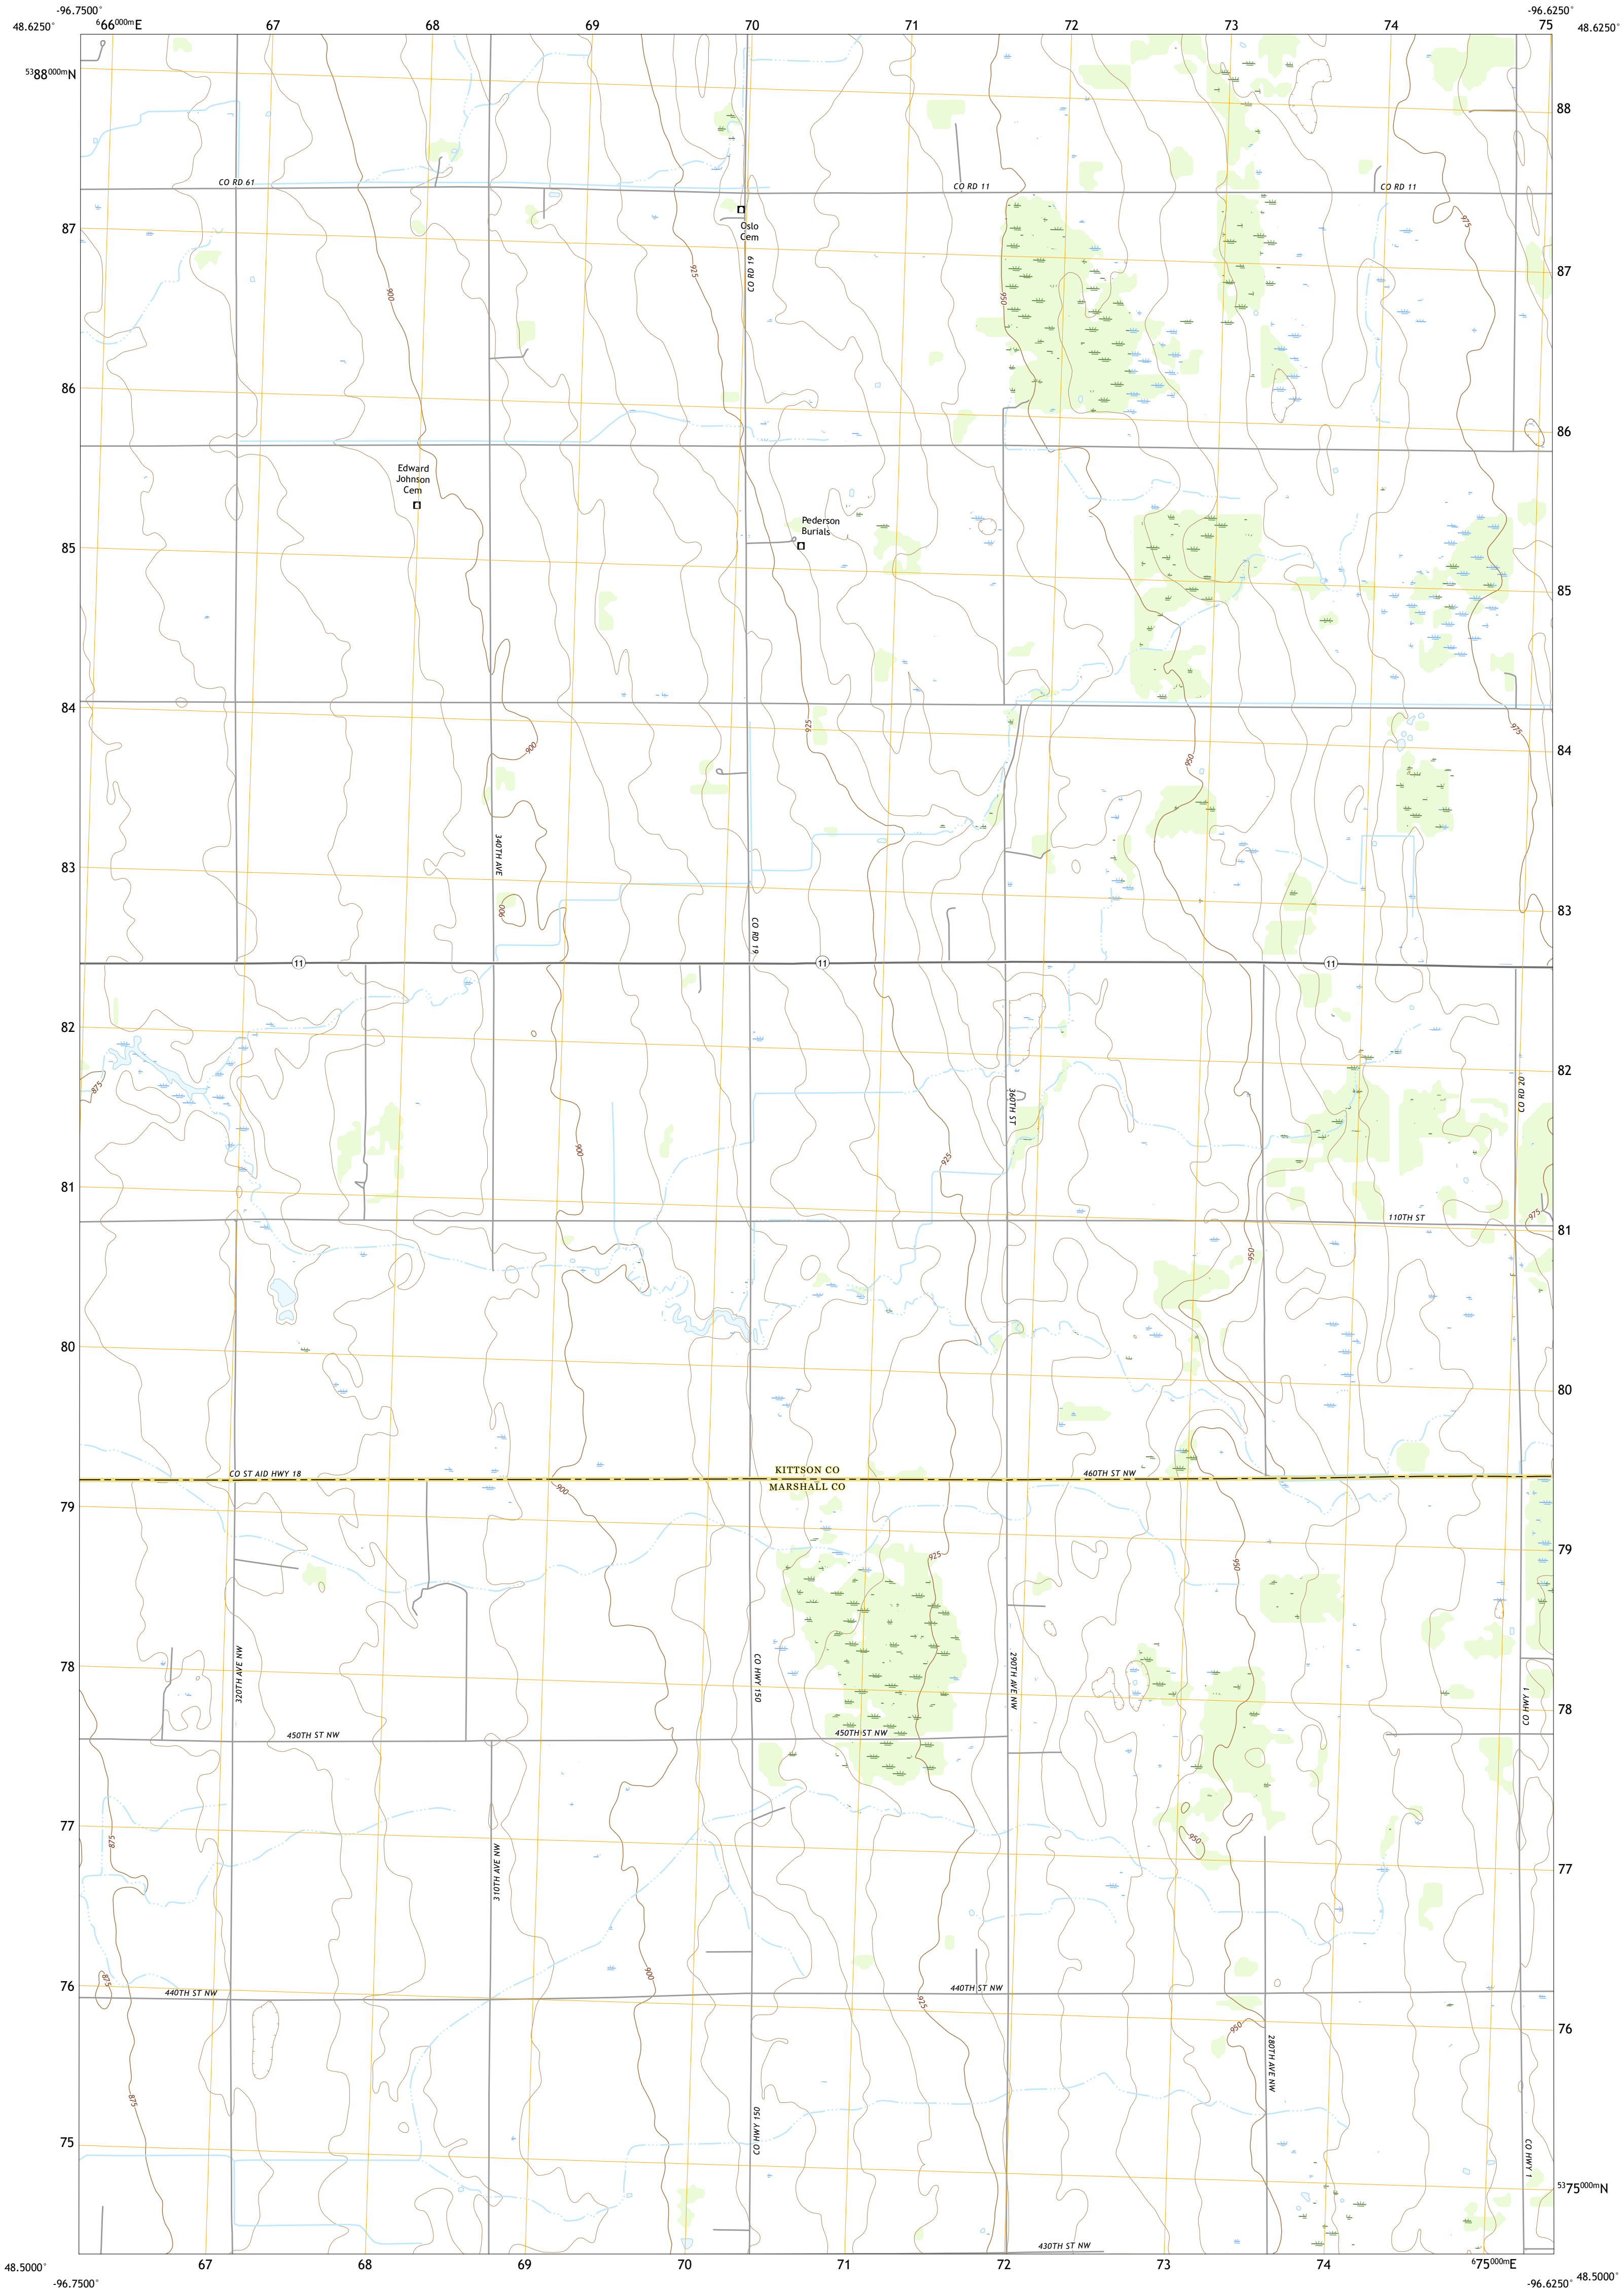 -96.7500°
-96.6250°
48.6250°
⁶66⁰⁰⁰ᵐE
67
68
69
70
71
72
73
74
75
48.6250°
⁵³88⁰⁰⁰ᵐN
88
CO RD 61
CO RD 11
CO RD 11
Oslo
Cem
975
87
925
CO RD 19
87
900
950
86
86
Edward
Johnson
Cem
Pederson
Burials
85
85
84
925
975
900
950
84
340TH AVE
83
900
CO RD 19
83
11
11
11
82
82
875
360TH ST
CO RD 20
900
925
81
975
110TH ST
81
950
80
80
KITTSON CO
CO ST AID HWY 18
460TH ST NW
MARSHALL CO
900
79
925
79
950
78
320TH AVE NW
CO HWY 150
290TH AVE NW
78
CO HWY 1
450TH ST NW
450TH ST NW
77
875
950
310TH AVE NW
77
900
875
76
440TH ST NW
440TH ST NW
925
950
76
280TH AVE NW
875
75
CO HWY 150
CO HWY 1
⁵³75⁰⁰⁰ᵐN
430TH ST NW
48.5000°
67
68
69
70
71
72
73
74
⁶75⁰⁰⁰ᵐE
48.5000°
-96.7500°
-96.6250°